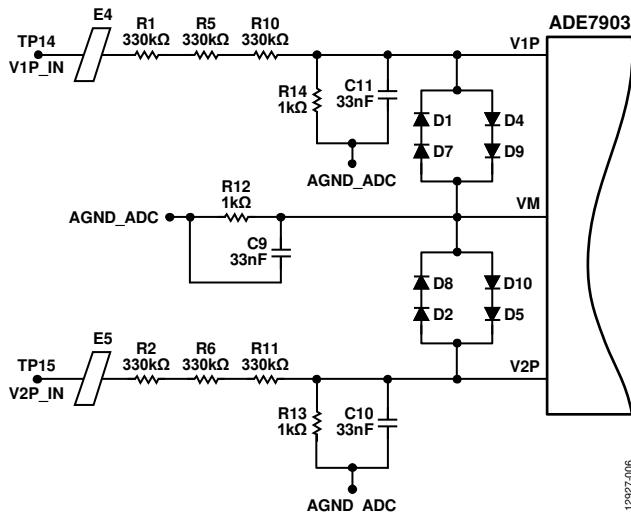 E4
R1
R5
R10
ADE7903
TP14
330kΩ
330kΩ
330kΩ
V1P
V1P_IN
C11
33nF
R14
1kΩ
D1
D4
D7
D9
AGND_ADC
R12
1kΩ
AGND_ADC
VM
C9
33nF
D8
D10
D2
D5
E5
R2
R6
R11
TP15
330kΩ
330kΩ
330kΩ
V2P
V2P_IN
R13
1kΩ
C10
33nF
AGND_ADC
12927-006